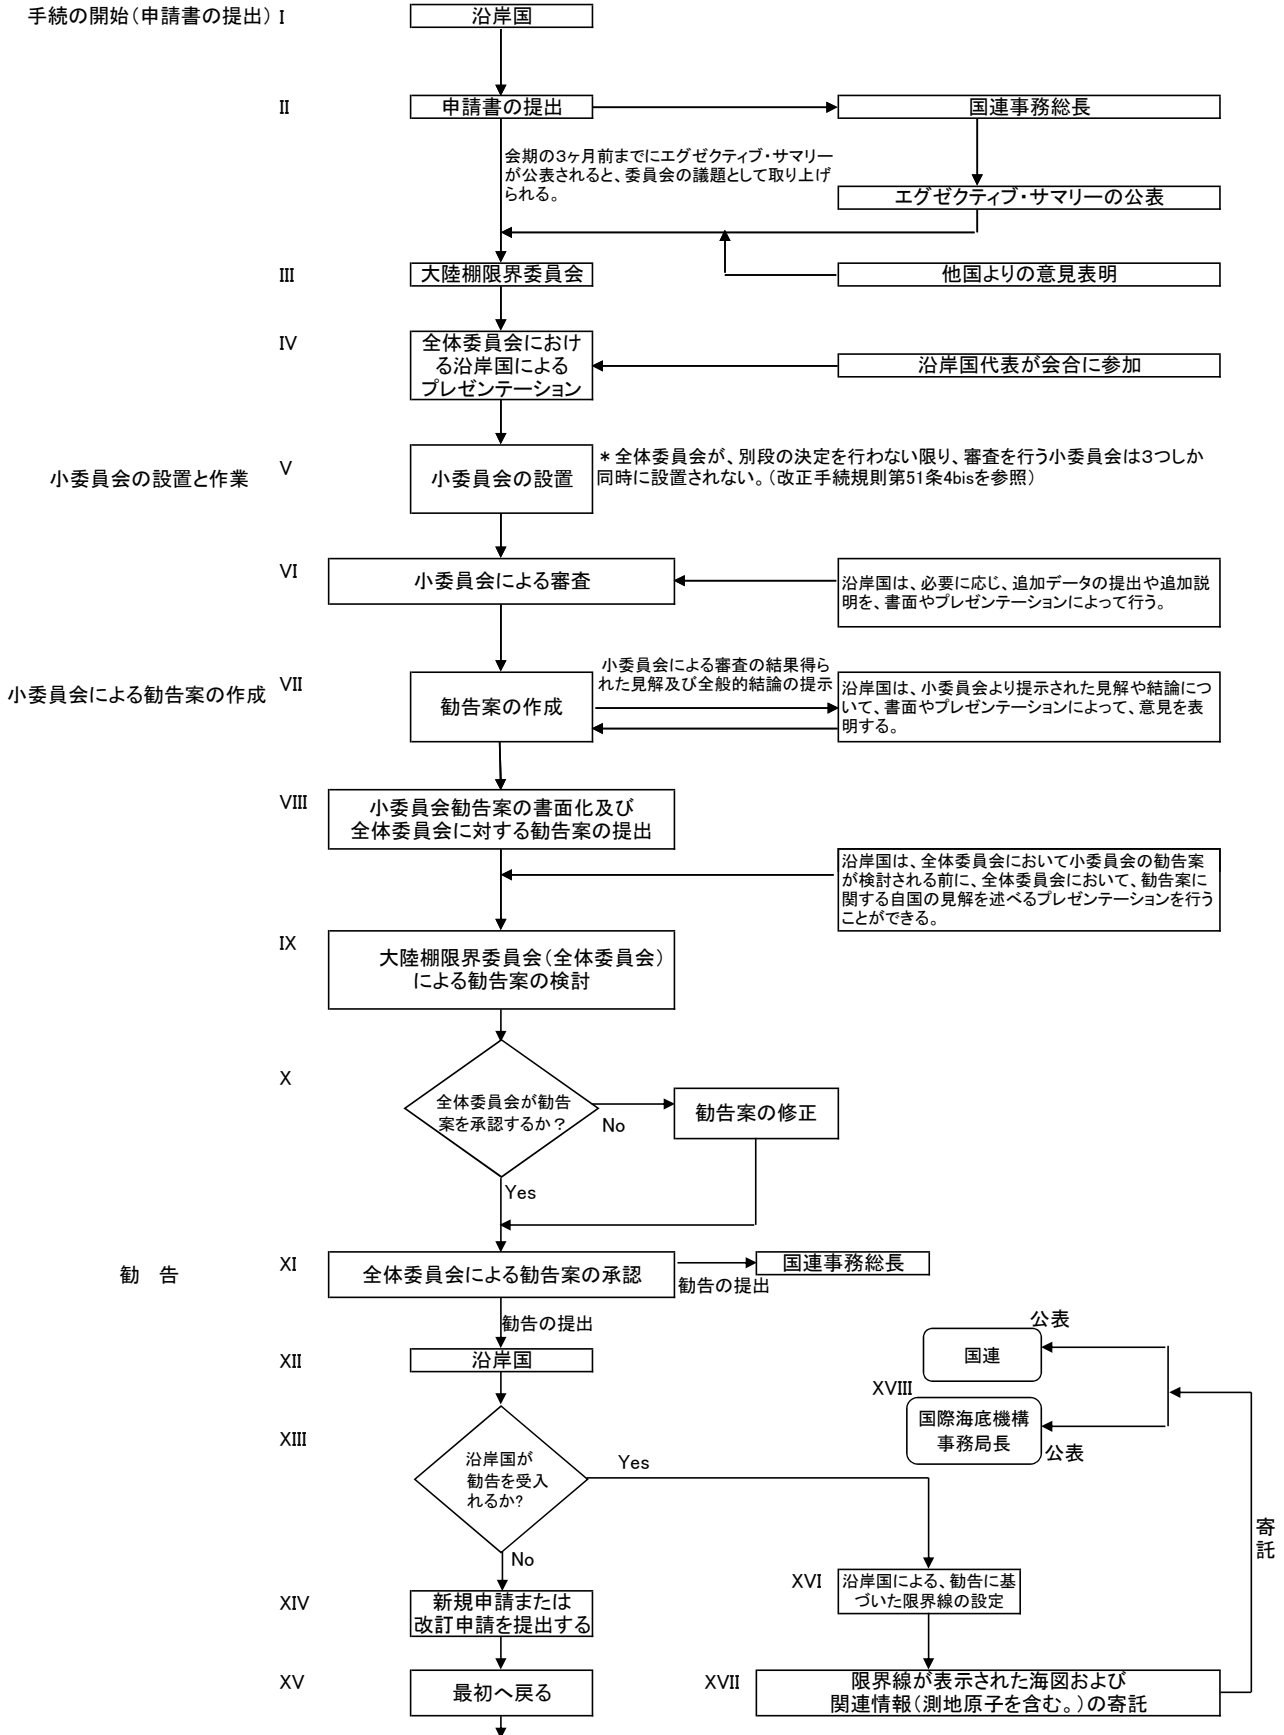 手続の開始（申請書の提出） I
沿岸国
II
申請書の提出
国連事務総長
会期の3ヶ月前までにエグゼクティブ・サマリー
が公表されると、委員会の議題として取り上げ
られる。
エグゼクティブ・サマリーの公表
III
大陸棚限界委員会
他国よりの意見表明
IV
全体委員会におけ
る沿岸国による
プレゼンテーション
沿岸国代表が会合に参加
小委員会の設置と作業
V
小委員会の設置
＊全体委員会が、別段の決定を行わない限り、審査を行う小委員会は3つしか
同時に設置されない。（改正手続規則第51条4bisを参照）
VI
小委員会による審査
沿岸国は、必要に応じ、追加データの提出や追加説
明を、書面やプレゼンテーションによって行う。
小委員会による勧告案の作成
VII
勧告案の作成
小委員会による審査の結果得ら
れた見解及び全般的結論の提示
沿岸国は、小委員会より提示された見解や結論につ
いて、書面やプレゼンテーションによって、意見を表
明する。
VIII
小委員会勧告案の書面化及び
全体委員会に対する勧告案の提出
沿岸国は、全体委員会において小委員会の勧告案
が検討される前に、全体委員会において、勧告案に
関する自国の見解を述べるプレゼンテーションを行う
ことができる。
IX
大陸棚限界委員会（全体委員会）
による勧告案の検討
X
全体委員会が勧告
案を承認するか？
No
勧告案の修正
Yes
勧　告
XI
全体委員会による勧告案の承認
国連事務総長
勧告の提出
勧告の提出
XII
沿岸国
公表
国連
XVIII
国際海底機構
事務局長
公表
XIII
沿岸国が
勧告を受入
れるか?
Yes
No
寄
託
XVI
沿岸国による、勧告に基
づいた限界線の設定
XIV
新規申請または
改訂申請を提出する
XV
最初へ戻る
XVII
限界線が表示された海図および
関連情報（測地原子を含む。）の寄託